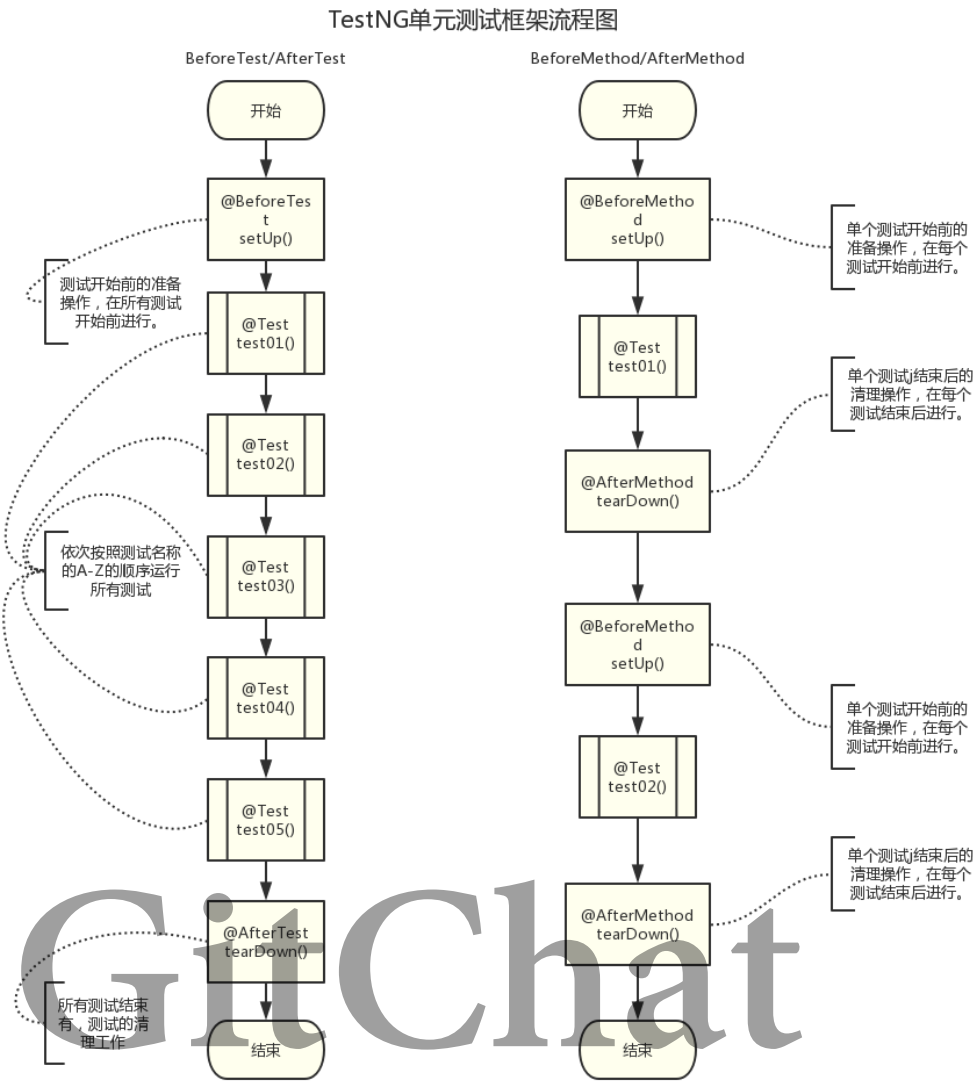 TestNG单元测试框架流程图
BeforeTest/AfterTest
开始
@BeforeTes
t
setUp()
测试开始前的准备
操作，在所有测试
开始前进行。
@Test
test01()
@Test
test02()
@Test
test03()
依次按照测试名称
的A-Z的顺序运行
所有测试
@Test
test04()
@Test
test05()
@AfterTest
tearDown()
所有测试结束
有，测试的清
理工作
结束
BeforeMethod/AfterMethod
开始
@BeforeMetho
d
setUp()
单个测试开始前的
准备操作，在每个
测试开始前进行。
@Test
test01()
单个测试j结束后的
清理操作，在每个
测试结束后进行。
@AfterMethod
tearDown()
@BeforeMetho
d
setUp()
单个测试开始前的
准备操作，在每个
测试开始前进行。
@Test
test02()
单个测试j结束后的
清理操作，在每个
测试结束后进行。
@AfterMethod
tearDown()
结束
GitChat